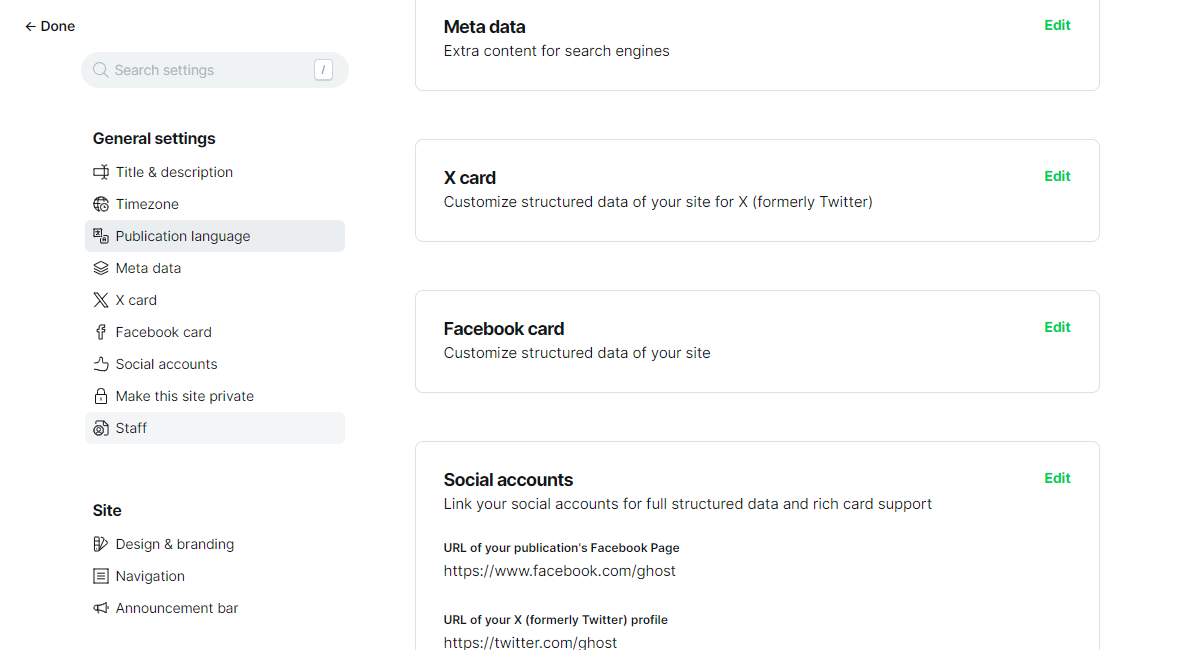 ← Done
Search settings
/
General settings
Title & description
Timezone
Publication language
Meta data
X card
Facebook card
Social accounts
Make this site private
Staff
Site
Design & branding
Navigation
Announcement bar
Meta data
Edit
Extra content for search engines
X card
Edit
Customize structured data of your site for X (formerly Twitter)
Facebook card
Edit
Customize structured data of your site
Social accounts
Edit
Link your social accounts for full structured data and rich card support
URL of your publication's Facebook Page
https://www.facebook.com/ghost
URL of your X (formerly Twitter) profile
https://twitter.com/ghost